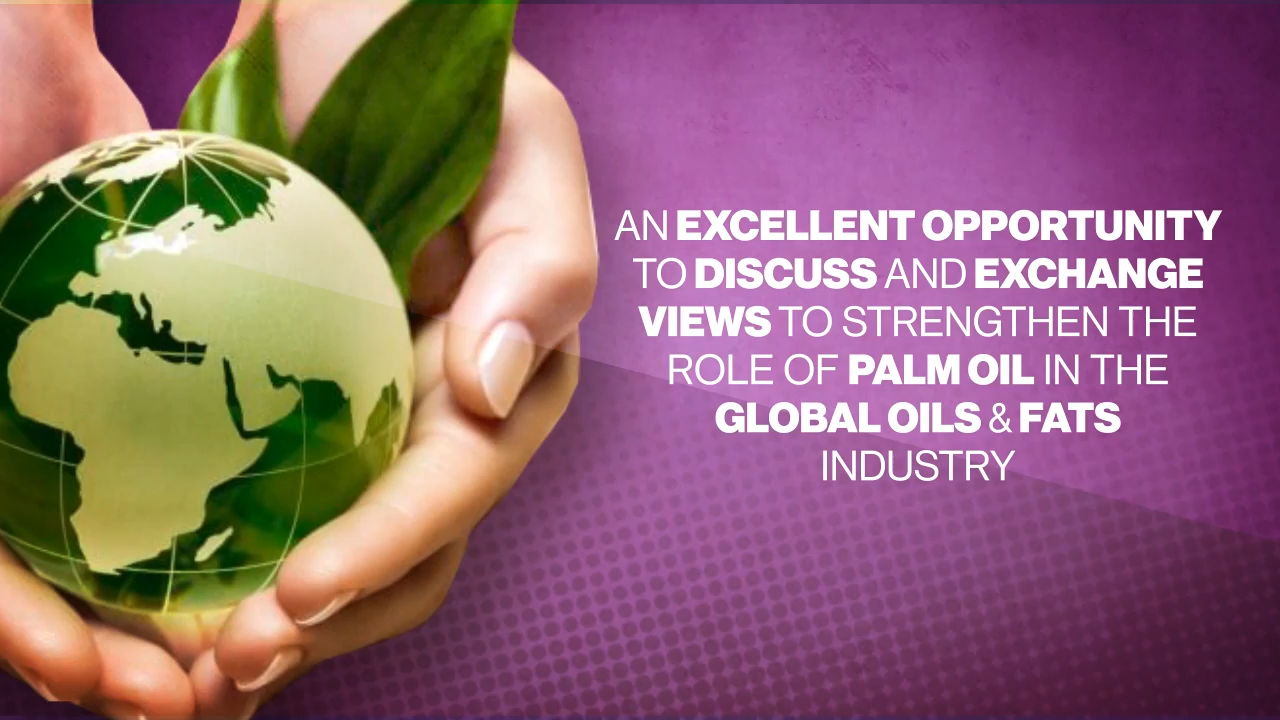 AN EXCELLENT OPPORTUNITY
TO DISCUSS AND EXCHANGE
VIEWS TO STRENGTHEN THE
ROLE OF PALM OIL IN THE
GLOBAL OILS & FATS
INDUSTRY